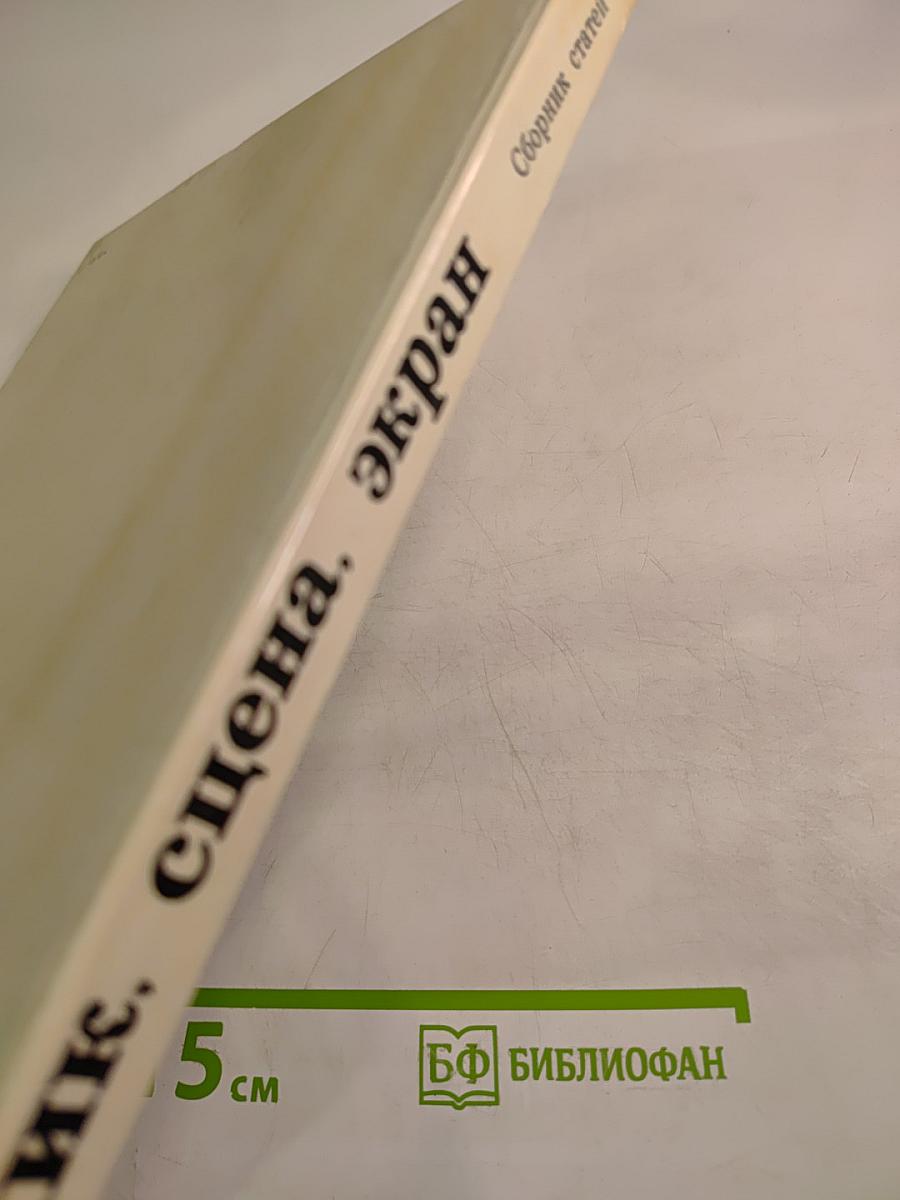 ик. сцена. экран
Сборник статей
5 см
БФ БИБЛИОФАН